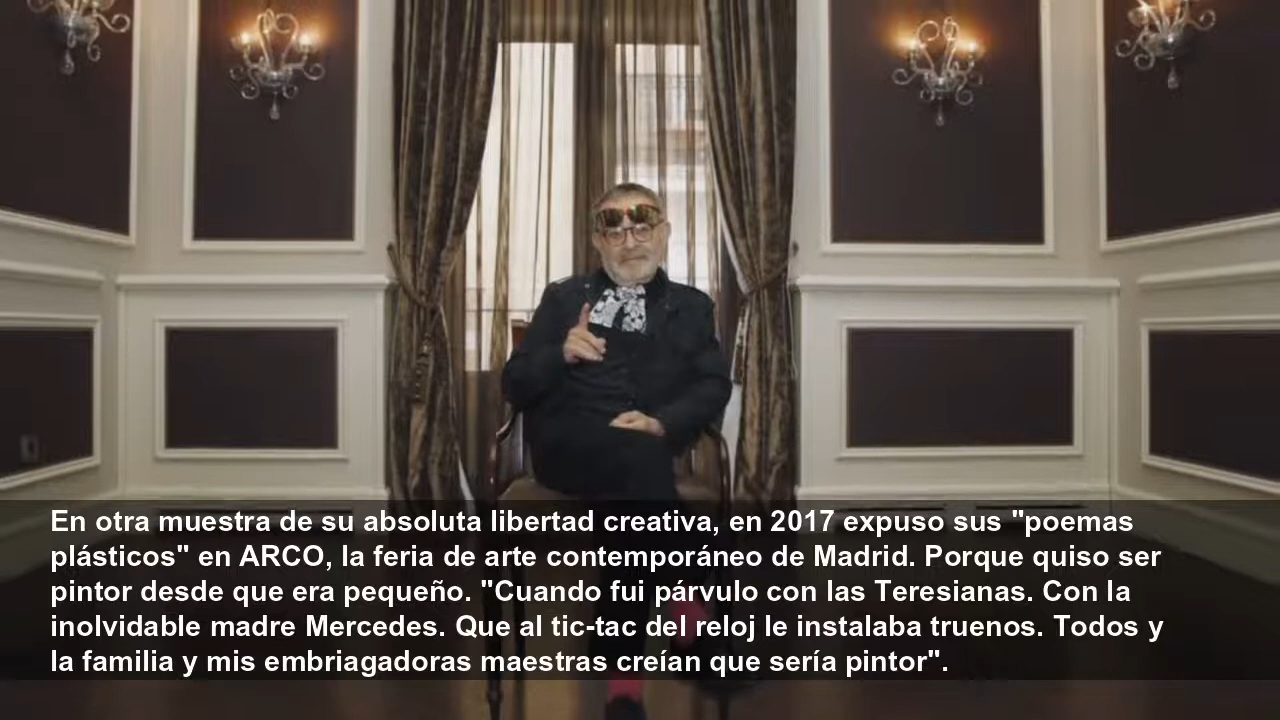 En otra muestra de su absoluta libertad creativa, en 2017 expuso sus "poemas
plásticos" en ARCO, la feria de arte contemporáneo de Madrid. Porque quiso ser
pintor desde que era pequeño. "Cuando fui párvulo con las Teresianas. Con la
inolvidable madre Mercedes. Que al tic-tac del reloj le instalaba truenos. Todos y
la familia y mis embriagadoras maestras creían que sería pintor".